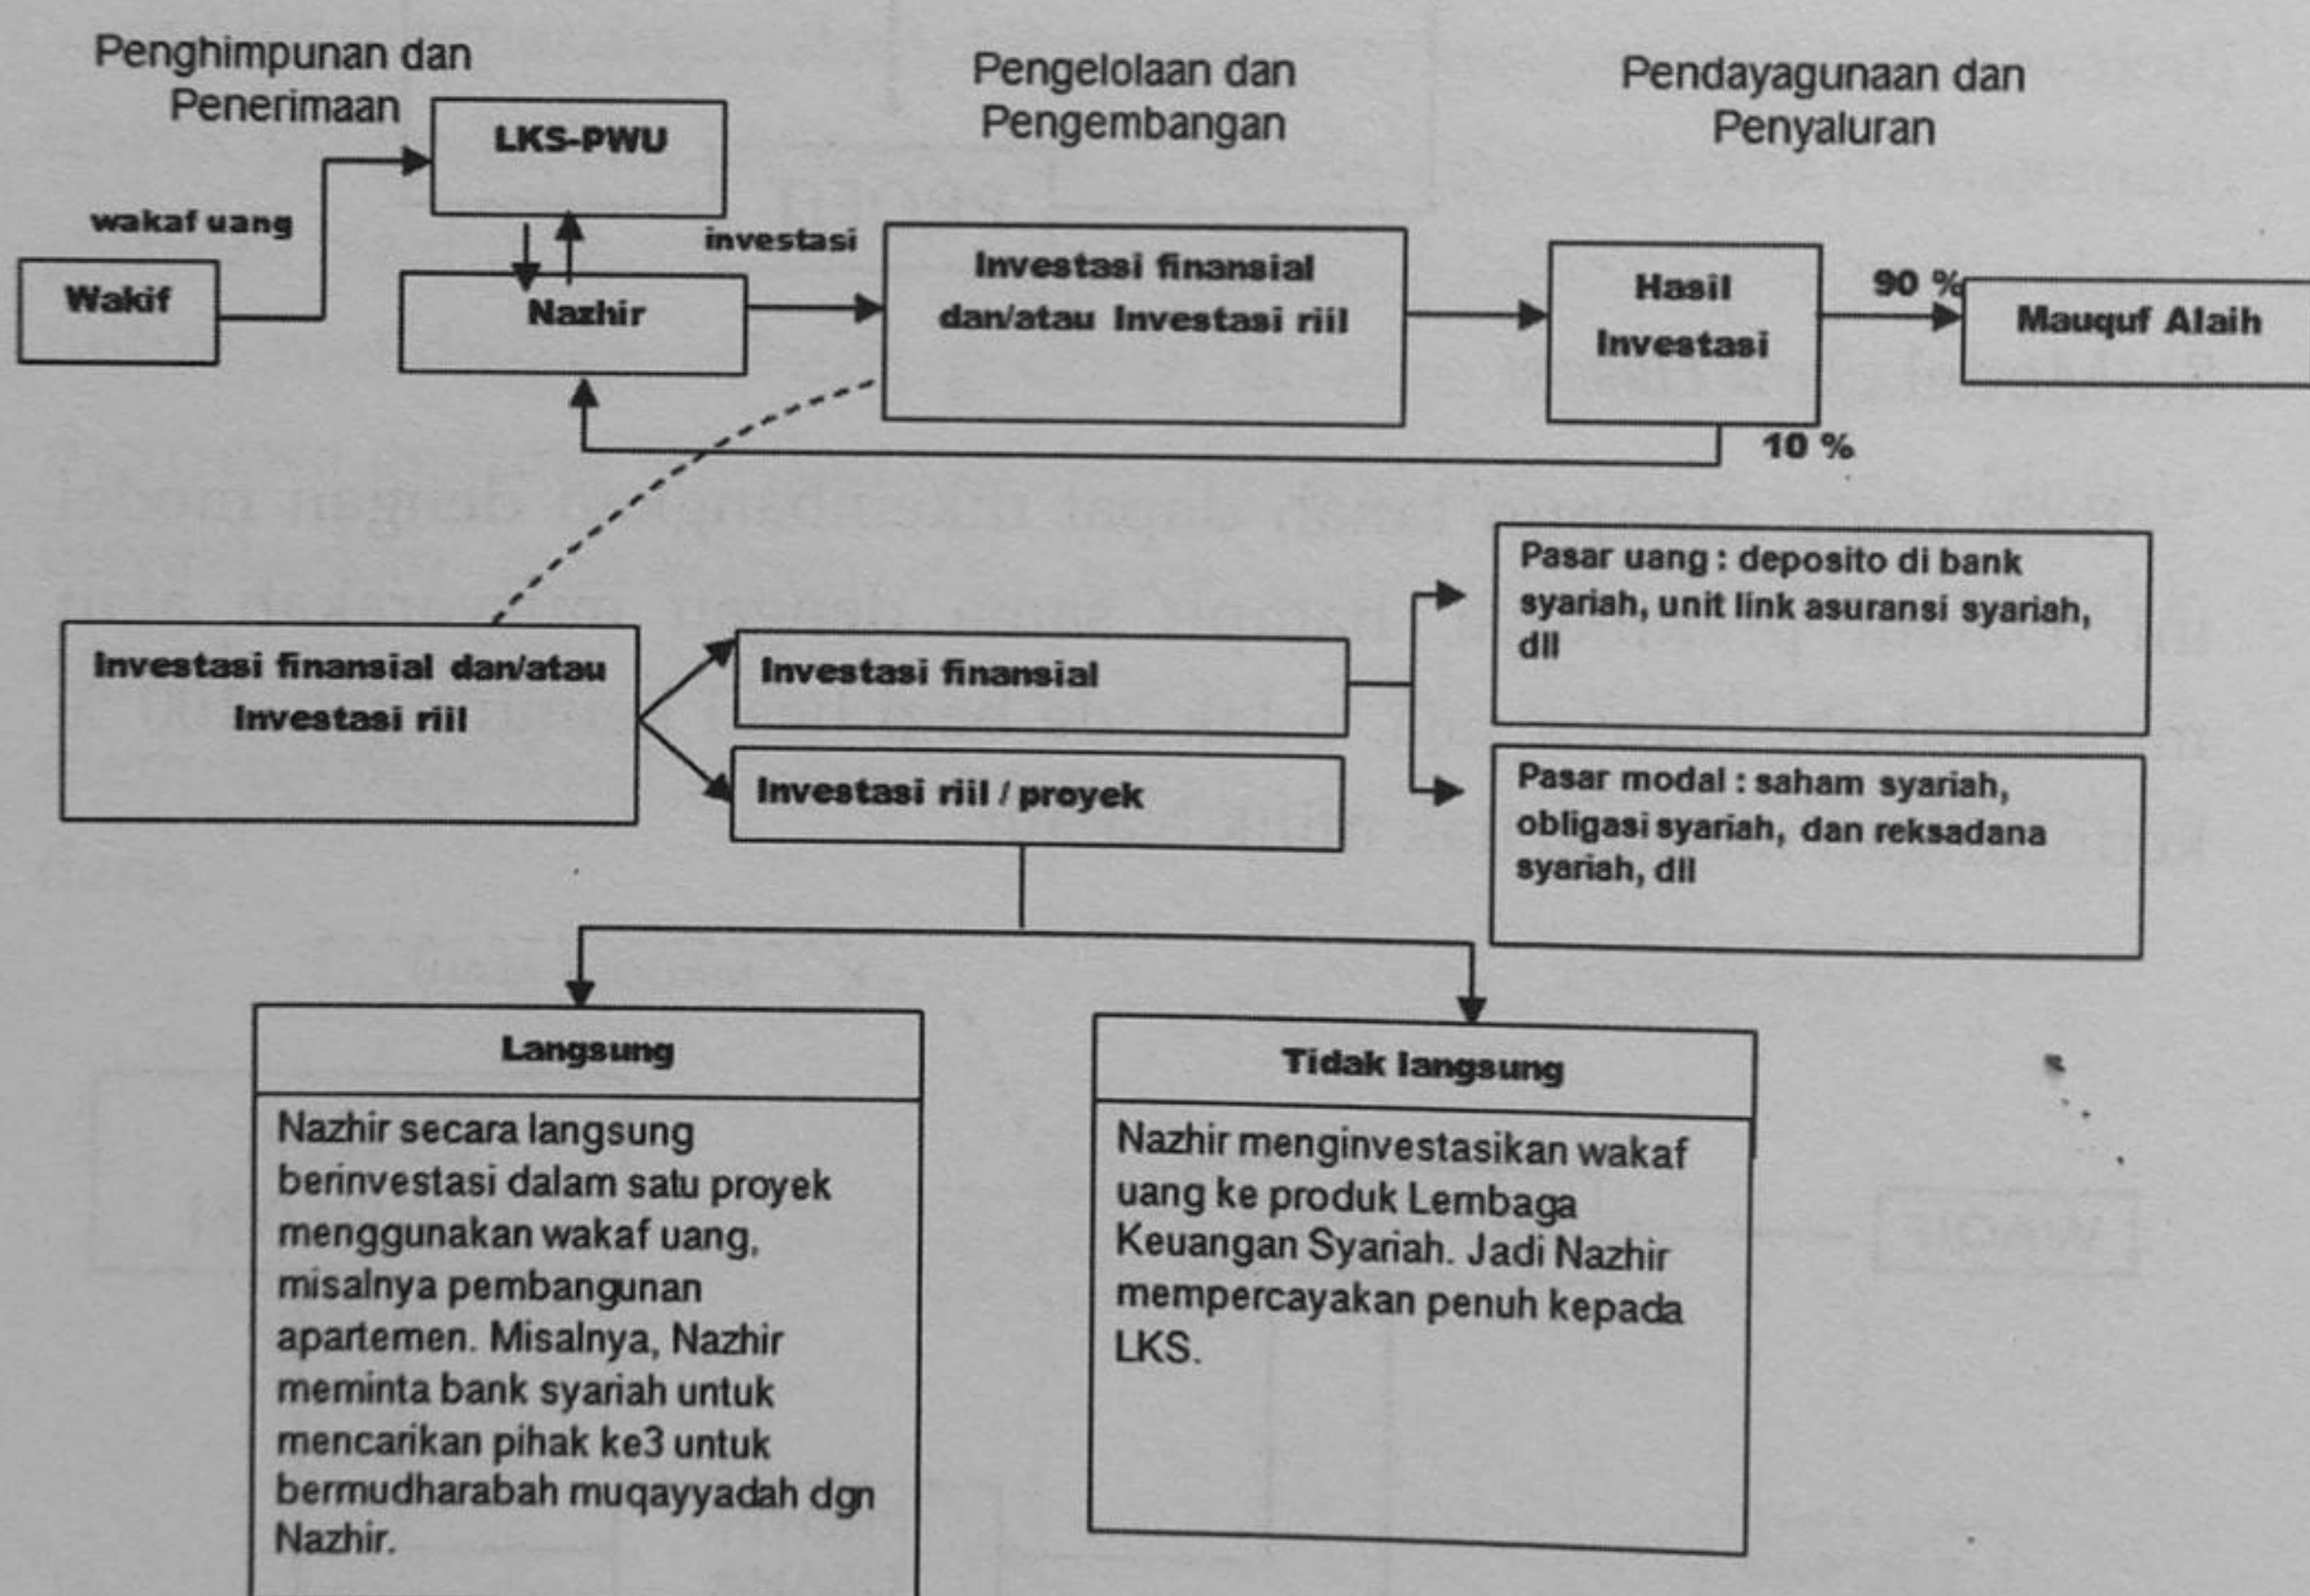 Penghimpunan dan
Penerimaan
Pengelolaan dan
Pengembangan
Pendayagunaan dan
Penyaluran
LKS-PWU
wakaf uang
Wakif
Nazhir
investasi
Investasi finansial
dan/atau Investasi riil
Hasil
Investasi
90 %
Mauquf Alaih
10 %
Investasi finansial dan/atau
Investasi riil
Investasi finansial
Investasi riil / proyek
Pasar uang : deposito di bank
syariah, unit link asuransi syariah,
dll
Pasar modal : saham syariah,
obligasi syariah, dan reksadana
syariah, dll
Langsung
Nazhir secara langsung
berinvestasi dalam satu proyek
menggunakan wakaf uang,
misalnya pembangunan
apartemen. Misalnya, Nazhir
meminta bank syariah untuk
mencarikan pihak ke3 untuk
bermudharabah muqayyadah dgn
Nazhir.
Tidak langsung
Nazhir menginvestasikan wakaf
uang ke produk Lembaga
Keuangan Syariah. Jadi Nazhir
mempercayakan penuh kepada
LKS.